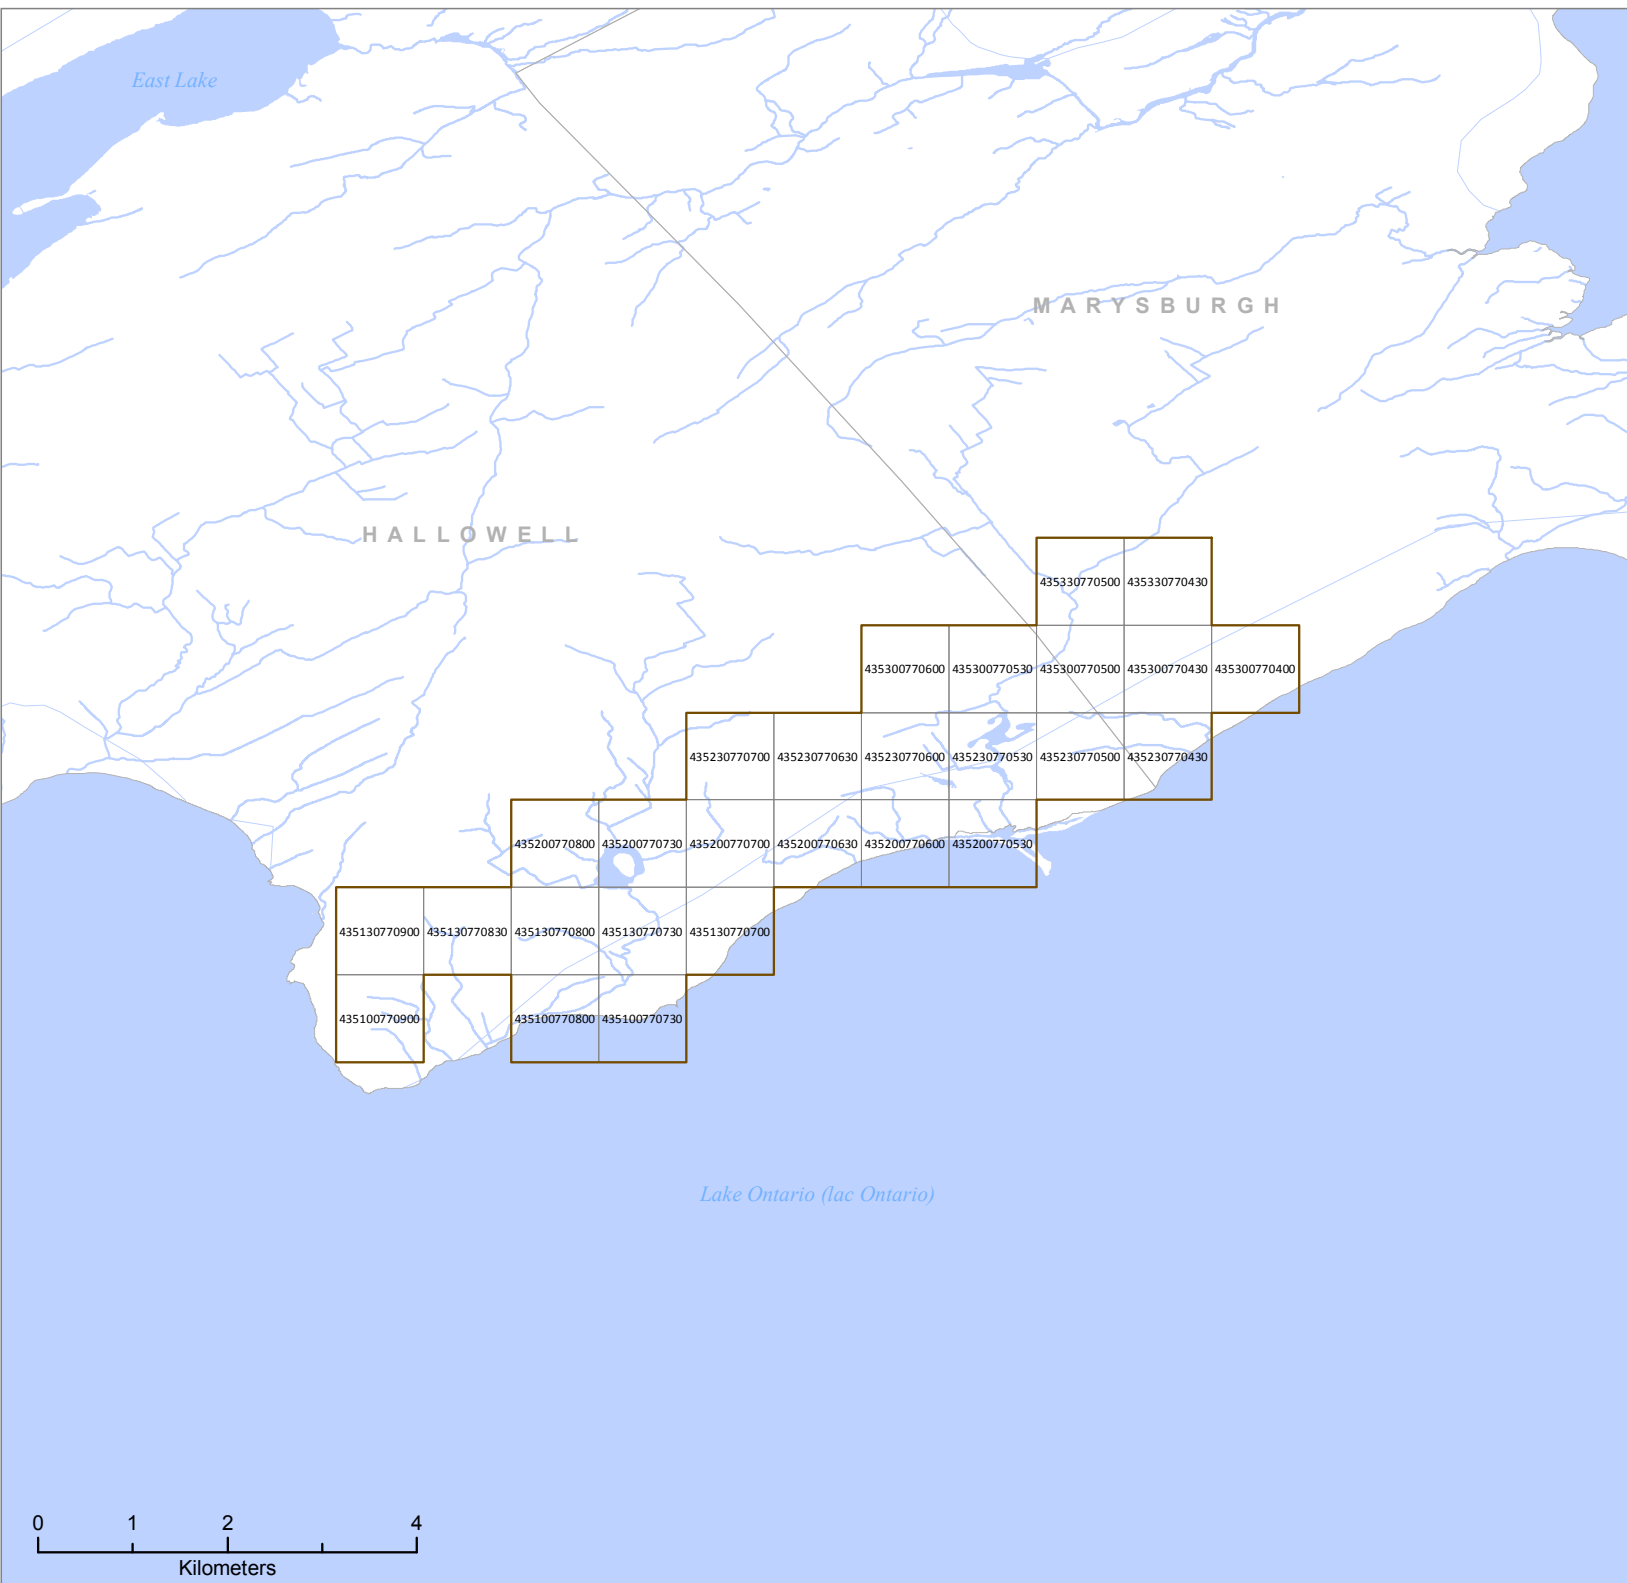 East Lake
MARYSBURGH
HALLOWELL
435330770500 435330770430
435300770600 435300770530 435300770500 435300770430 435300770400
435230770700 435230770630 435230770600 435230770530 435230770500 435230770430
435200770800 435200770730 435200770700 435200770630 435200770600 435200770530
435130770900 435130770830 435130770800 435130770730 435130770700
435100770900 435100770800 435100770730
Lake Ontario (lac Ontario)
0 1 2 4
Kilometers